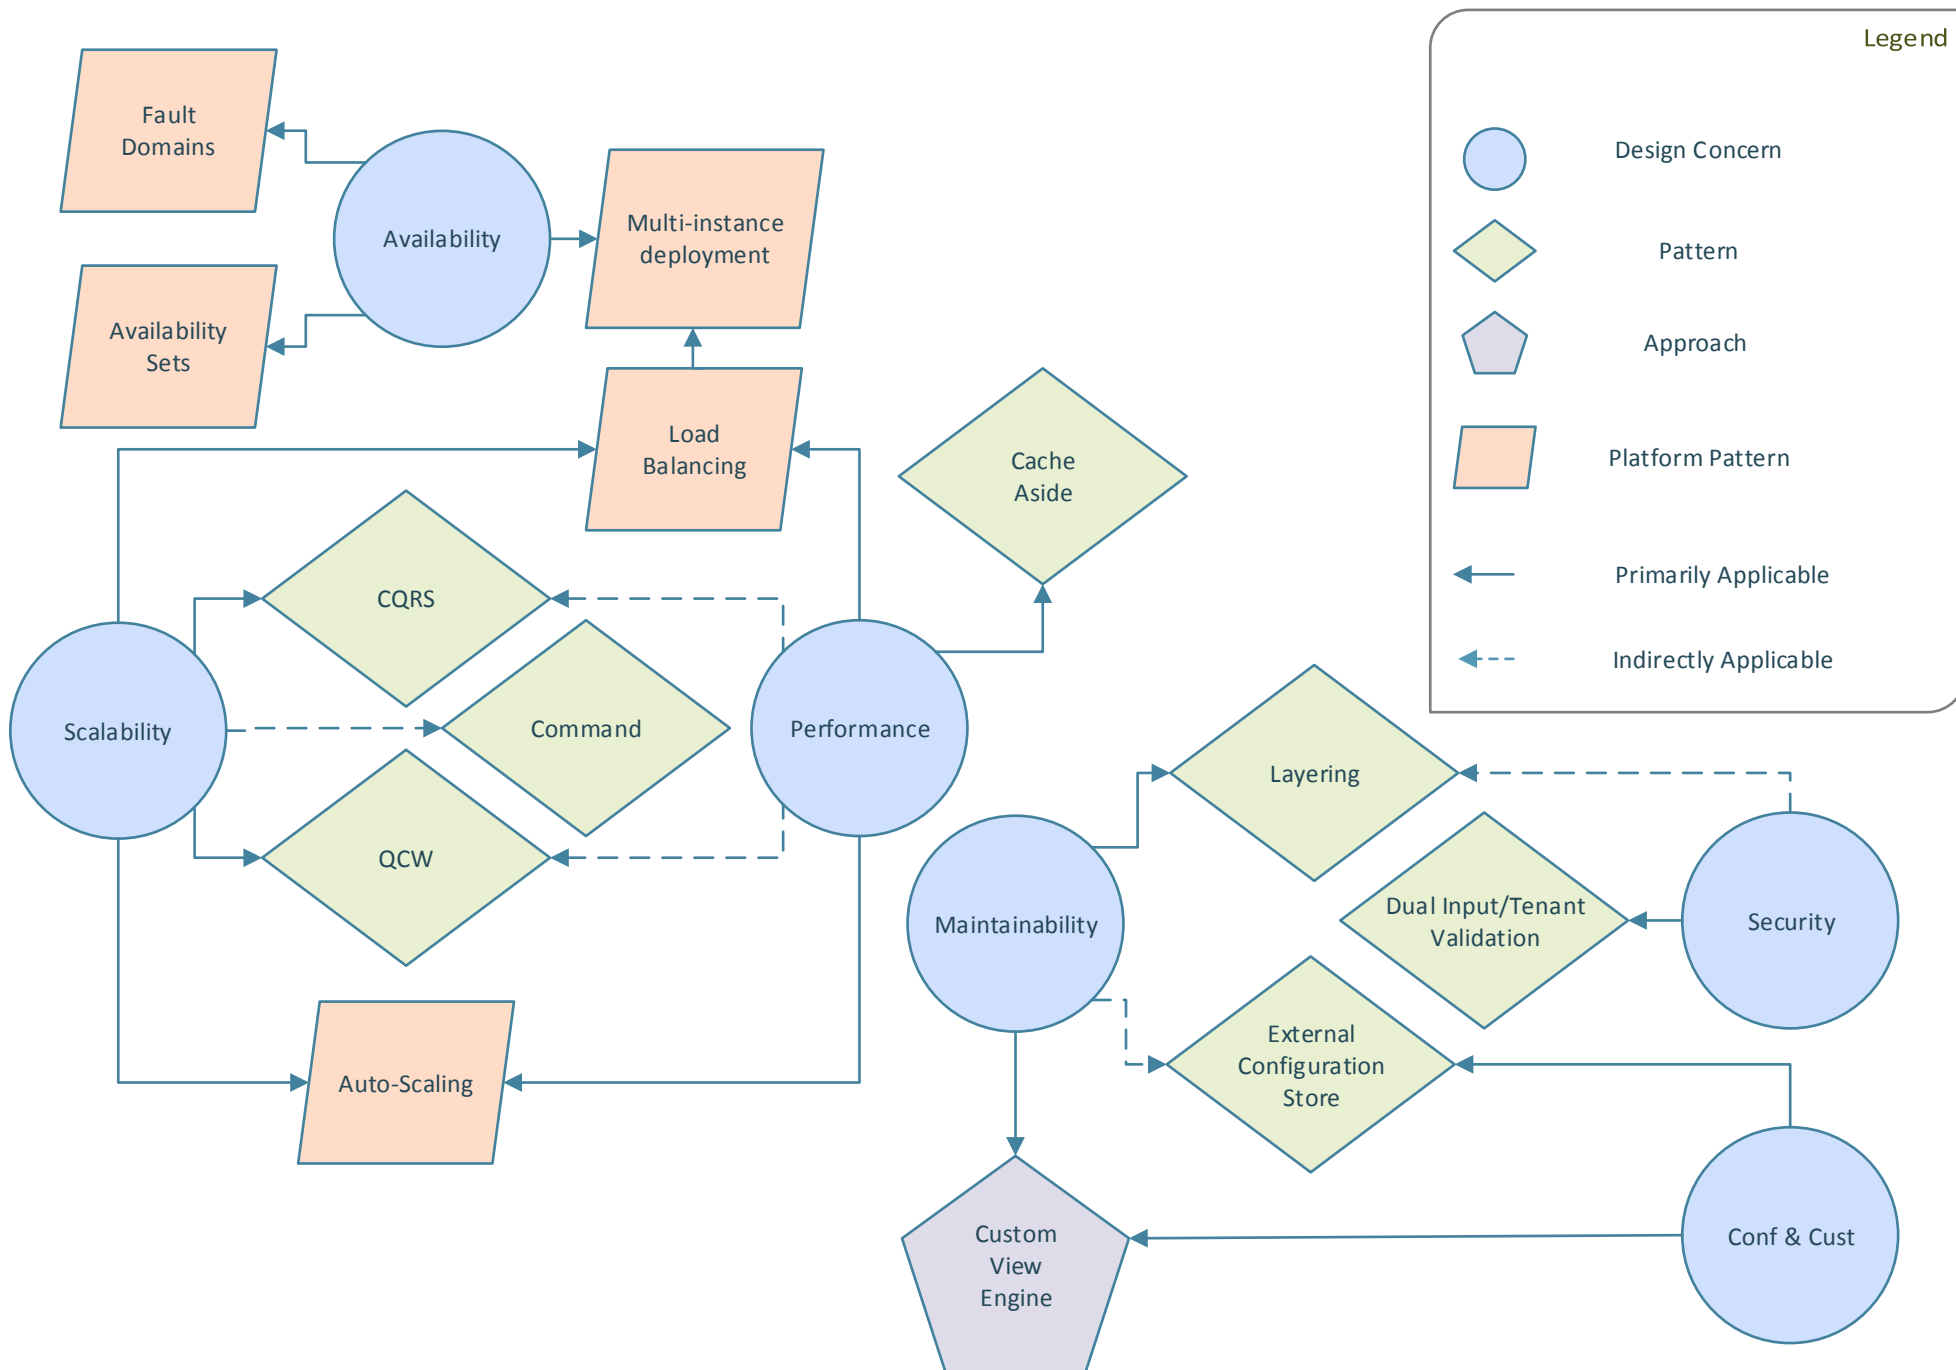 Legend
Design Concern
Pattern
Approach
Platform Pattern
Primarily Applicable
Indirectly Applicable
Fault
Domains
Availability
Multi-instance
deployment
Availability
Sets
Load
Balancing
Cache
Aside
CQRS
Scalability
Command
Performance
QCW
Auto-Scaling
Layering
Maintainability
Dual Input/Tenant
Validation
Security
External
Configuration
Store
Custom
View
Engine
Conf & Cust